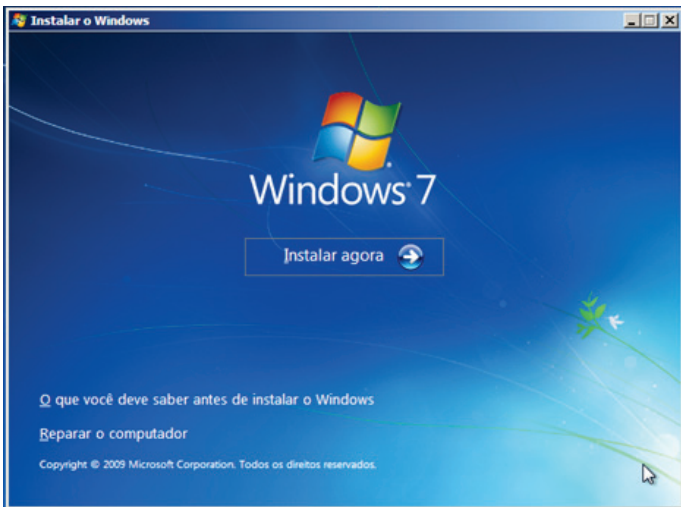 Instalar o Windows
Windows 7
Instalar agora
O que você deve saber antes de instalar o Windows
Reparar o computador
Copyright © 2009 Microsoft Corporation. Todos os direitos reservados.